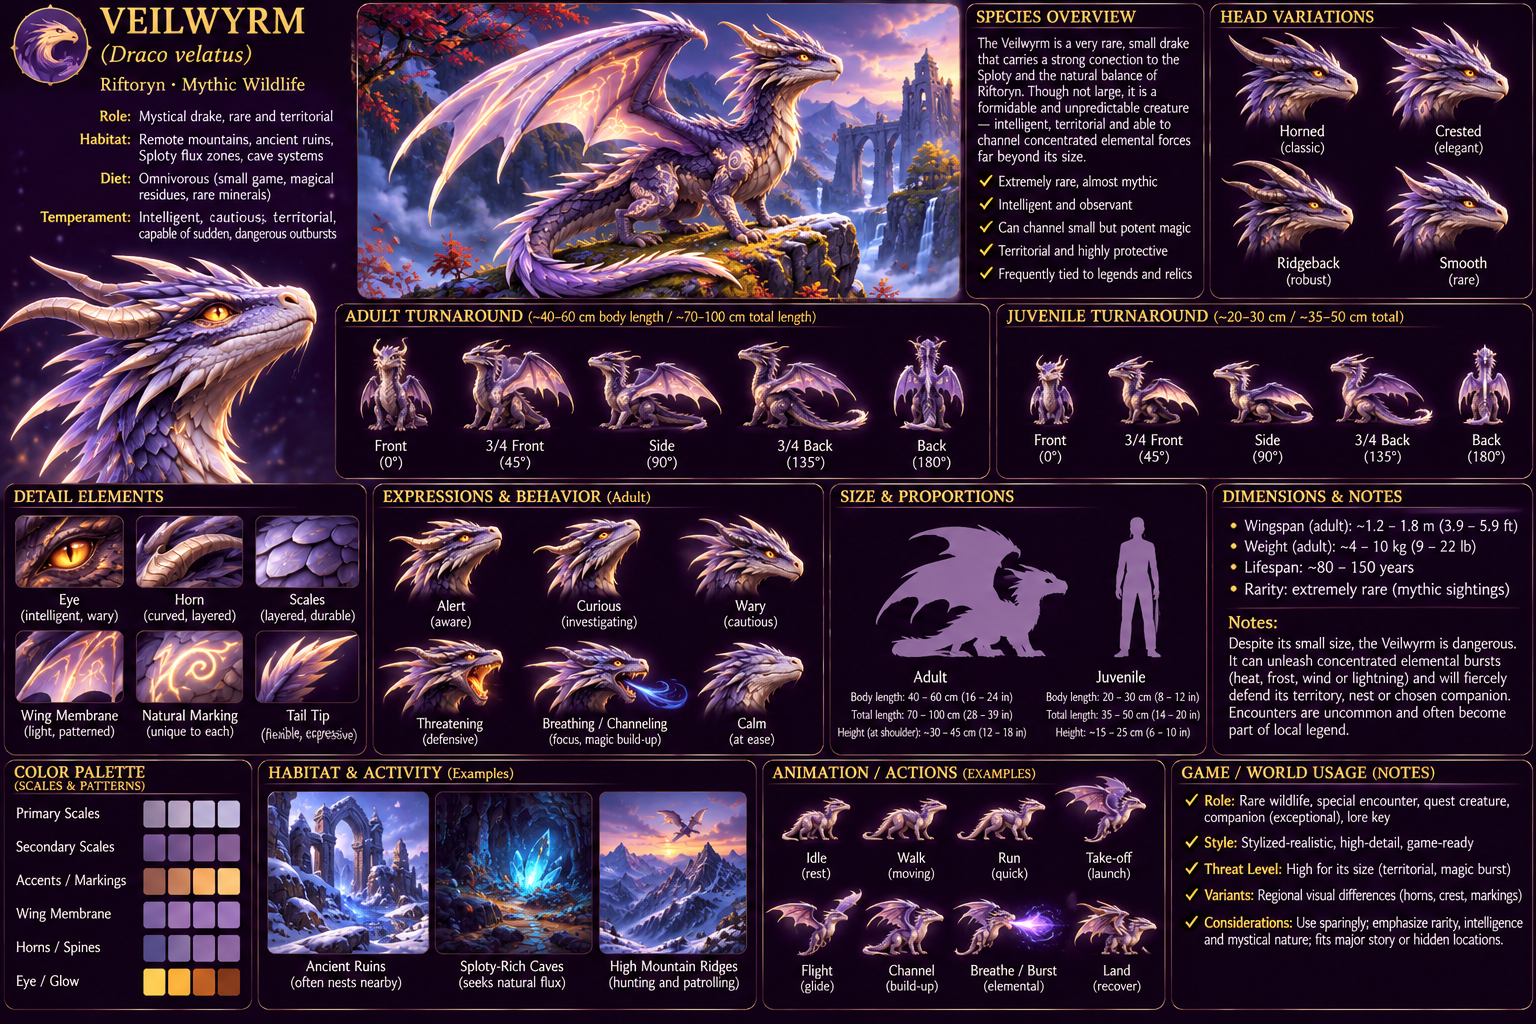 VEILWYRM
(Draco velatus)
Riftoryn · Mythic Wildlife
Role: Mystical drake, rare and territorial
Habitat: Remote mountains, ancient ruins,
Sploty flux zones, cave systems
Diet: Omnivorous (small game, magical
residues, rare minerals)
Temperament: Intelligent, cautious, territorial,
capable of sudden, dangerous outbursts
SPECIES OVERVIEW
The Veilwyrm is a very rare, small drake
that carries a strong conection to the
Sploty and the natural balance of
Riftoryn. Though not large, it is a
formidable and unpredictable creature
— intelligent, territorial and able to
channel concentrated elemental forces
far beyond its size.
✓ Extremely rare, almost mythic
✓ Intelligent and observant
✓ Can channel small but potent magic
✓ Territorial and highly protective
✓ Frequently tied to legends and relics
HEAD VARIATIONS
Horned
(classic)
Crested
(elegant)
Ridgeback
(robust)
Smooth
(rare)
ADULT TURNAROUND (~40–60 cm body length / ~70–100 cm total length)
Front
(0°)
3/4 Front
(45°)
Side
(90°)
3/4 Back
(135°)
Back
(180°)
JUVENILE TURNAROUND (~20–30 cm / ~35–50 cm total)
Front
(0°)
3/4 Front
(45°)
Side
(90°)
3/4 Back
(135°)
Back
(180°)
DETAIL ELEMENTS
Eye
(intelligent, wary)
Horn
(curved, layered)
Scales
(layered, durable)
Wing Membrane
(light, patterned)
Natural Marking
(unique to each)
Tail Tip
(flexible,
EXPRESSIONS & BEHAVIOR (Adult)
Alert
(aware)
Curious
(investigating)
Wary
(cautious)
Threatening
(defensive)
Breathing / Channeling
(focus, magic build-up)
Calm
(at ease)
SIZE & PROPORTIONS
Adult
Body length: 40 – 60 cm (16 – 24 in)
Total length: 70 – 100 cm (28 – 39 in)
Height (at shoulder): ~30 – 45 cm (12 – 18 in)
Juvenile
Body length: 20 – 30 cm (8 – 12 in)
Total length: 35 – 50 cm (14 – 20 in)
Height: ~15 – 25 cm (6 – 10 in)
DIMENSIONS & NOTES
• Wingspan (adult): ~1.2 – 1.8 m (3.9 – 5.9 ft)
• Weight (adult): ~4 – 10 kg (9 – 22 lb)
• Lifespan: ~80 – 150 years
• Rarity: extremely rare (mythic sightings)
Notes:
Despite its small size, the Veilwyrm is dangerous.
It can unleash concentrated elemental bursts
(heat, frost, wind or lightning) and will fiercely
defend its territory, nest or chosen companion.
Encounters are uncommon and often become
part of local legend.
COLOR PALETTE
(SCALES & PATTERNS)
Primary Scales
Secondary Scales
Accents / Markings
Wing Membrane
Horns / Spines
Eye / Glow
HABITAT & ACTIVITY (Examples)
Ancient Ruins
(often nests nearby)
Sploty-Rich Caves
(seeks natural flux)
High Mountain Ridges
(hunting and patrolling)
ANIMATION / ACTIONS (EXAMPLES)
Idle
(rest)
Walk
(moving)
Run
(quick)
Take-off
(launch)
Flight
(glide)
Channel
(build-up)
Breathe / Burst
(elemental)
Land
(recover)
GAME / WORLD USAGE (NOTES)
✓ Role: Rare wildlife, special encounter, quest creature,
companion (exceptional), lore key
✓ Style: Stylized-realistic, high-detail, game-ready
✓ Threat Level: High for its size (territorial, magic burst)
✓ Variants: Regional visual differences (horns, crest, markings)
✓ Considerations: Use sparingly; emphasize rarity, intelligence
and mystical nature; fits major story or hidden locations.